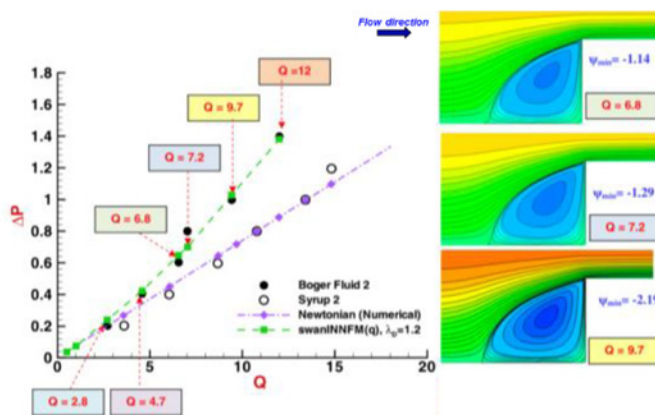 Flow direction
1.8
1.6
1.4
1.2
1
0.8
0.6
0.4
0.2
0
ΔP
Q =12
Q = 9.7
Q = 7.2
Q = 6.8
Boger Fluid 2
Syrup 2
Newtonian (Numerical)
swanINNFM(q), λD=1.2
0 5 10 15 20
Q
Q = 2.8
Q = 4.7
ψmin= -1.14
Q = 6.8
ψmin= -1.29
Q = 7.2
ψmin= -2.19
Q = 9.7